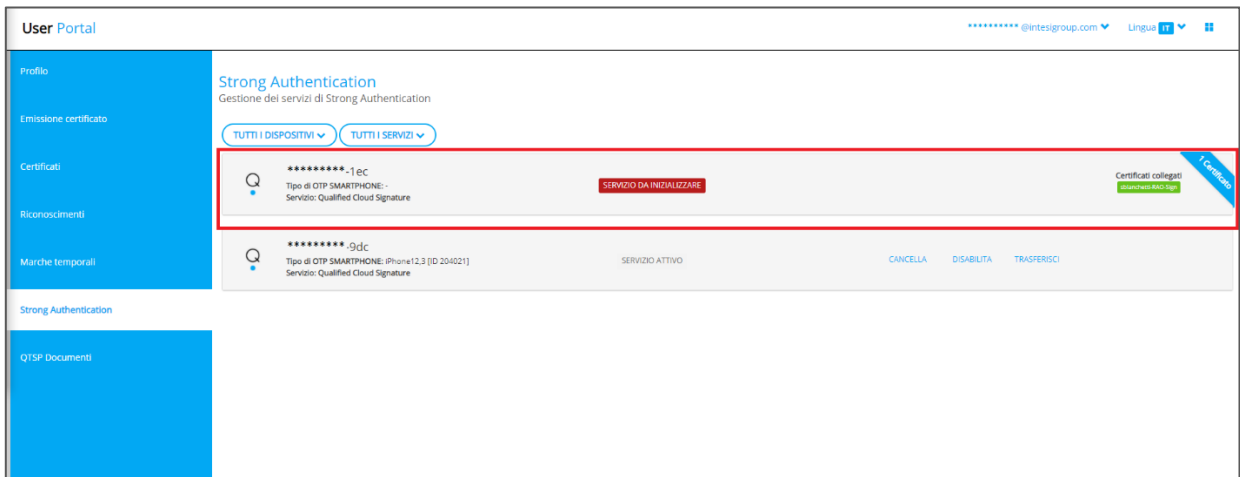 User Portal
********** @intesigroup.com
Lingua IT
Profilo
Emissione certificato
Certificati
Riconoscimenti
Marche temporali
Strong Authentication
QTSP Documenti
Strong Authentication
Gestione dei servizi di Strong Authentication
TUTTI I DISPOSITIVI
TUTTI I SERVIZI
*********-1ec
Tipo di OTP SMARTPHONE: -
Servizio: Qualified Cloud Signature
SERVIZIO DA INIZIALIZZARE
Certificati collegati
sbianchetti-RAO-Sign
1 Certificato
*********-9dc
Tipo di OTP SMARTPHONE: iPhone12,3 [ID 204021]
Servizio: Qualified Cloud Signature
SERVIZIO ATTIVO
CANCELLA
DISABILITA
TRASFERISCI